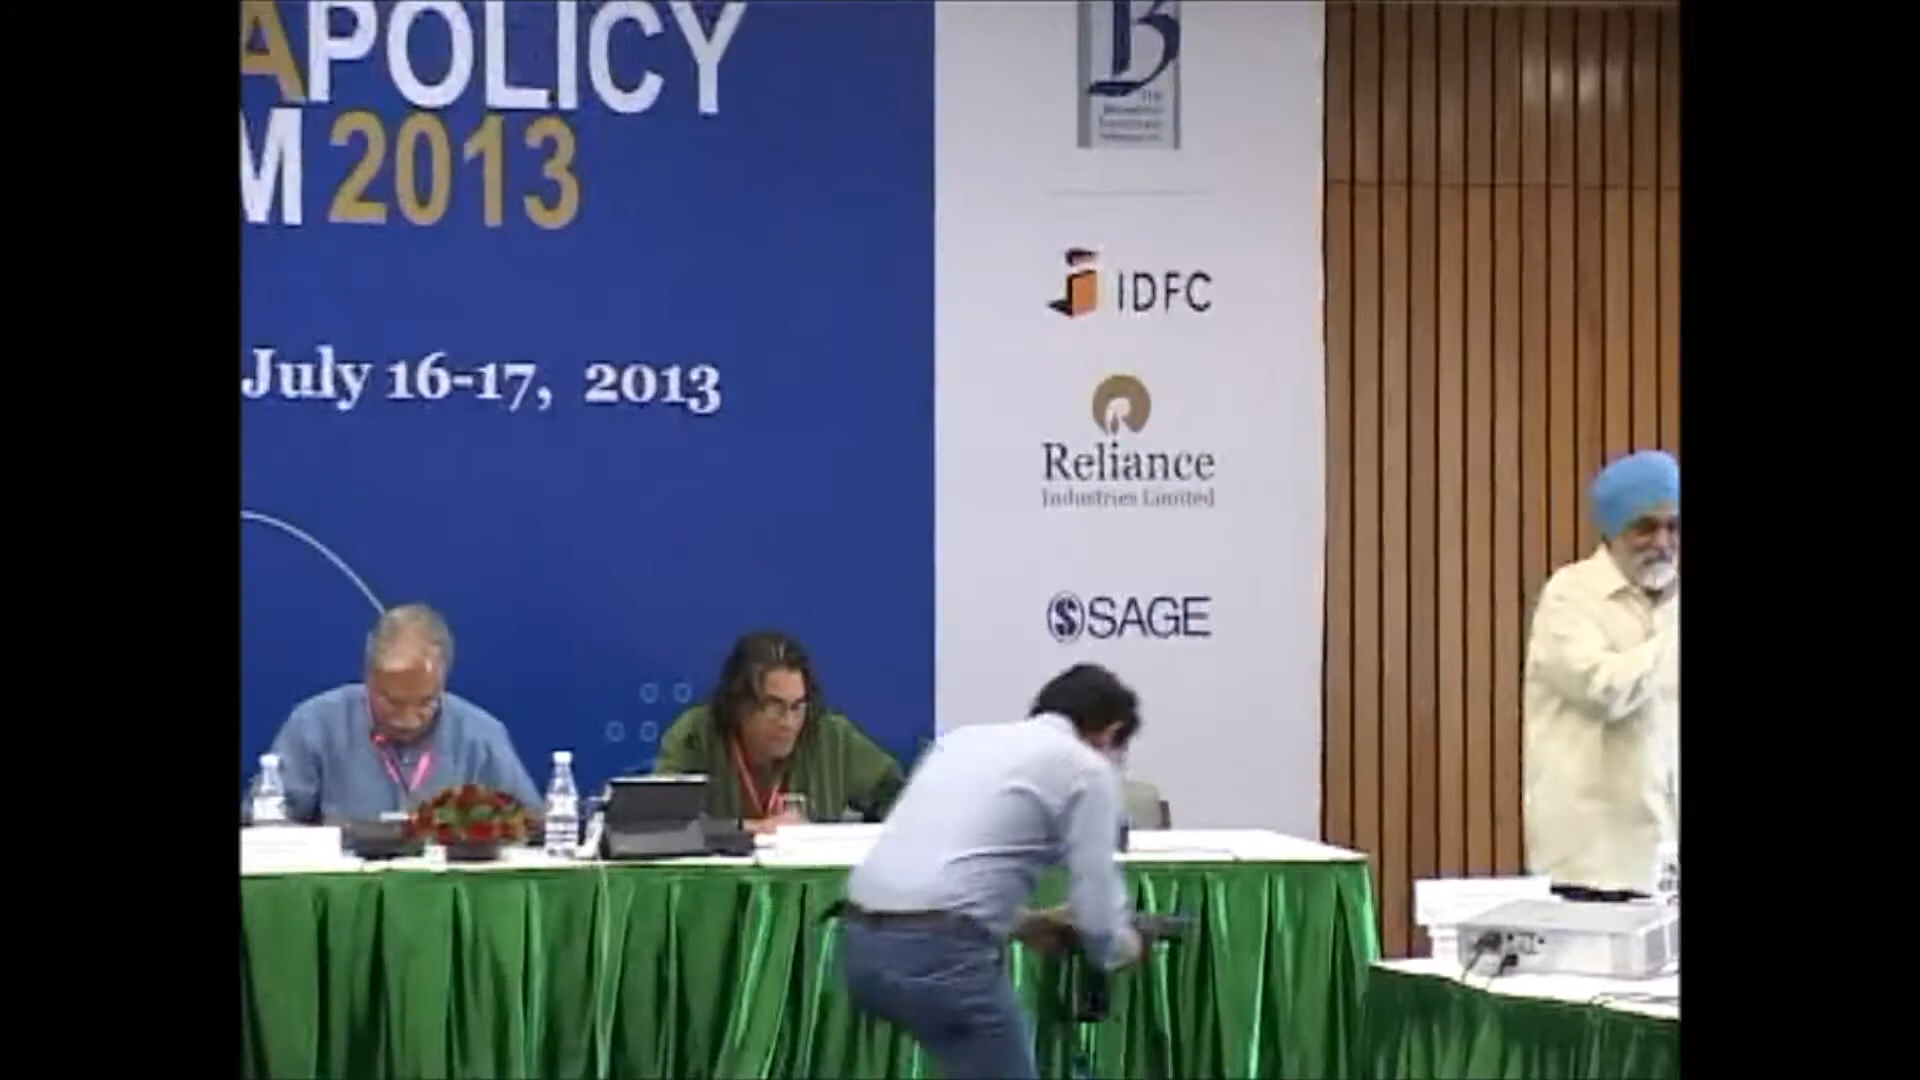 APOLICY
M 2013
July 16-17, 2013
B
IDFC
Reliance
Industries Limited
SAGE